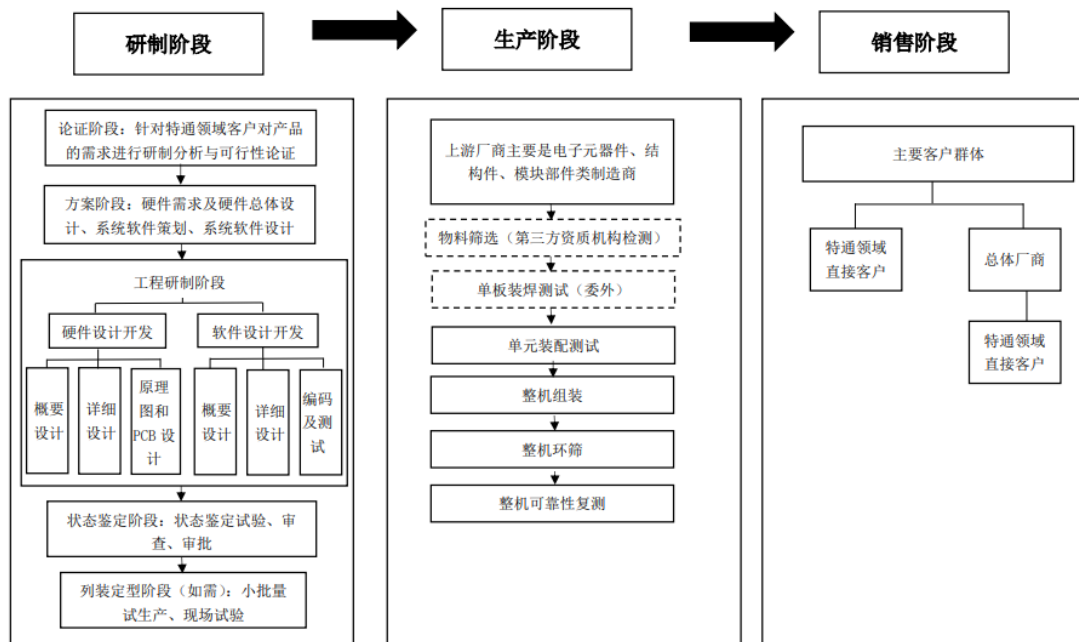 研制阶段
生产阶段
销售阶段
论证阶段：针对特通领域客户对产品
的需求进行研制分析与可行性论证
方案阶段：硬件需求及硬件总体设
计、系统软件策划、系统软件设计
工程研制阶段
硬件设计开发
软件设计开发
概要
设计
详细
设计
原理
图和
PCB 设
计
概要
设计
详细
设计
编码
及测
试
状态鉴定阶段：状态鉴定试验、审
查、审批
列装定型阶段（如需）：小批量
试生产、现场试验
上游厂商主要是电子元器件、结
构件、模块部件类制造商
物料筛选（第三方资质机构检测）
单板装焊测试（委外）
单元装配测试
整机组装
整机环筛
整机可靠性复测
主要客户群体
特通领域
直接客户
总体厂商
特通领域
直接客户